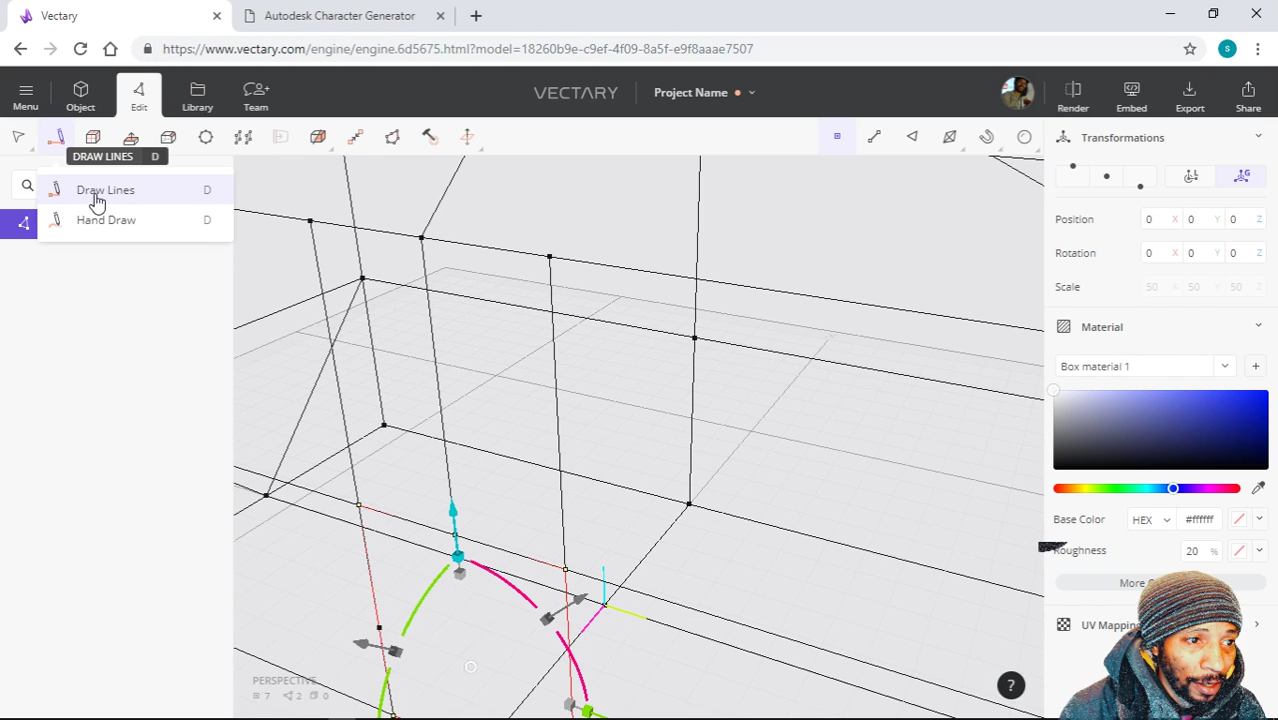 Vectary
Autodesk Character Generator
https://www.vectary.com/engine/engine.6d5675.html?model=18260b9e-c9ef-4f09-8a5f-e9f8aaae7507
S
Menu
Object
Edit
Library
Team
VECTARY
Project Name
Render
Embed
Export
Share
DRAW LINES D
Draw Lines D
Hand Draw D
Transformations
L
G
Position 0 X 0 Y 0 Z
Rotation 0 X 0 Y 0 Z
Scale 50 X 50 Y 50 Z
Material
Box material 1
Base Color HEX #ffffff
Roughness 20 %
More
UV Mapping
PERSPECTIVE
7 2 0
?